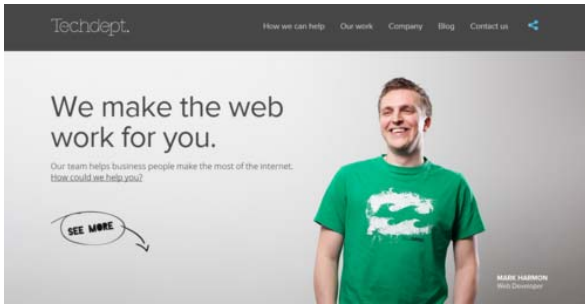 Techdept.
How we can help Our work Company Blog Contact us
We make the web
work for you.
Our team helps business people make the most of the internet.
How could we help you?
SEE MORE
MARK HARMON
Web Developer